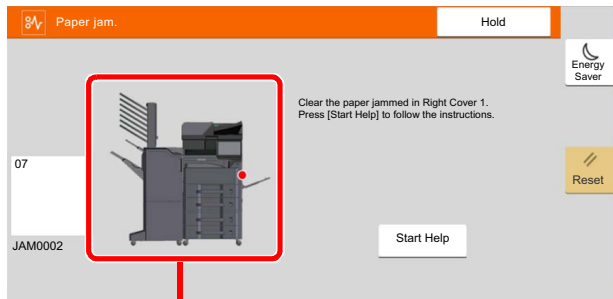 Paper jam.
Hold
Energy
Saver
Clear the paper jammed in Right Cover 1.
Press [Start Help] to follow the instructions.
07
Reset
JAM0002
Start Help